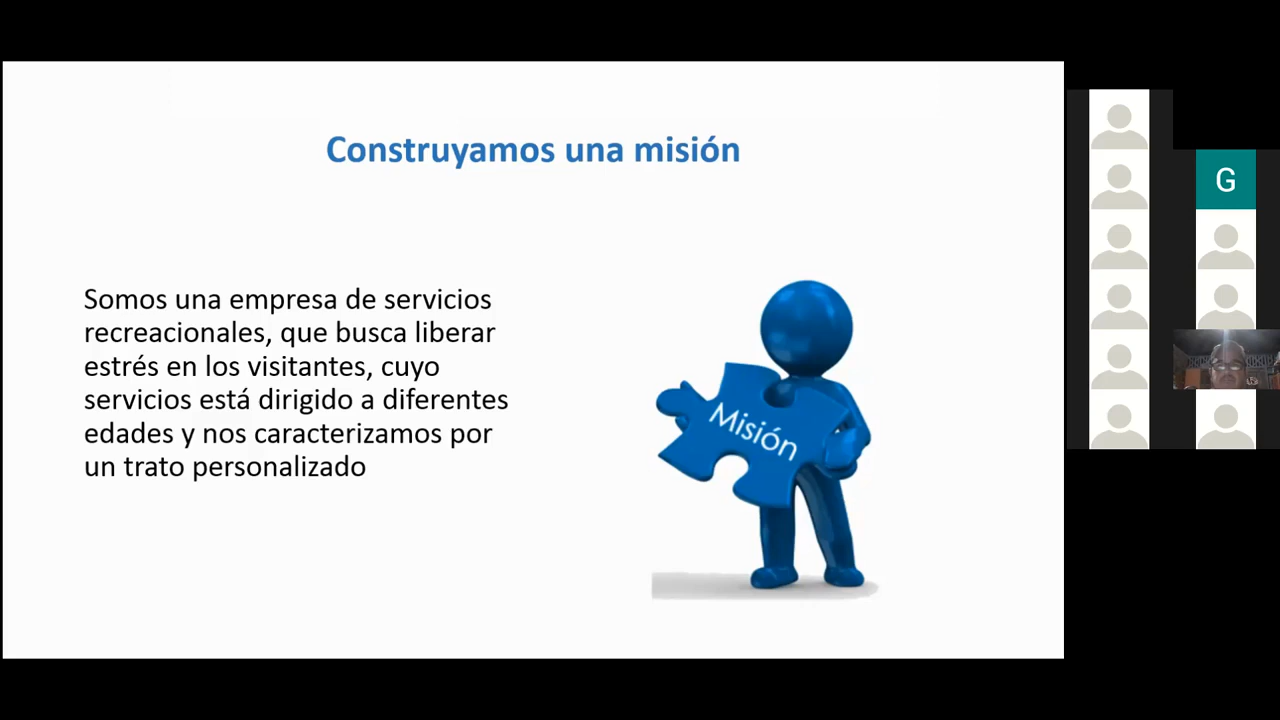 Construyamos una misión
Somos una empresa de servicios
recreacionales, que busca liberar
estrés en los visitantes, cuyo
servicios está dirigido a diferentes
edades y nos caracterizamos por
un trato personalizado
Misión
G